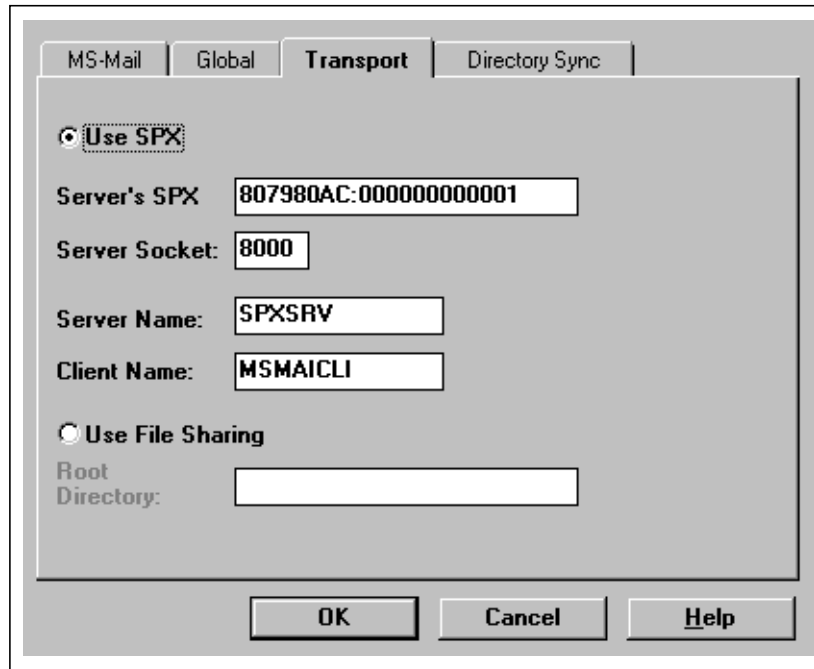 MS-Mail Global Transport Directory Sync
Use SPX
Server's SPX 807980AC:000000000001
Server Socket: 8000
Server Name: SPXSRV
Client Name: MSMAICLI
Use File Sharing
Root
Directory:
OK Cancel Help